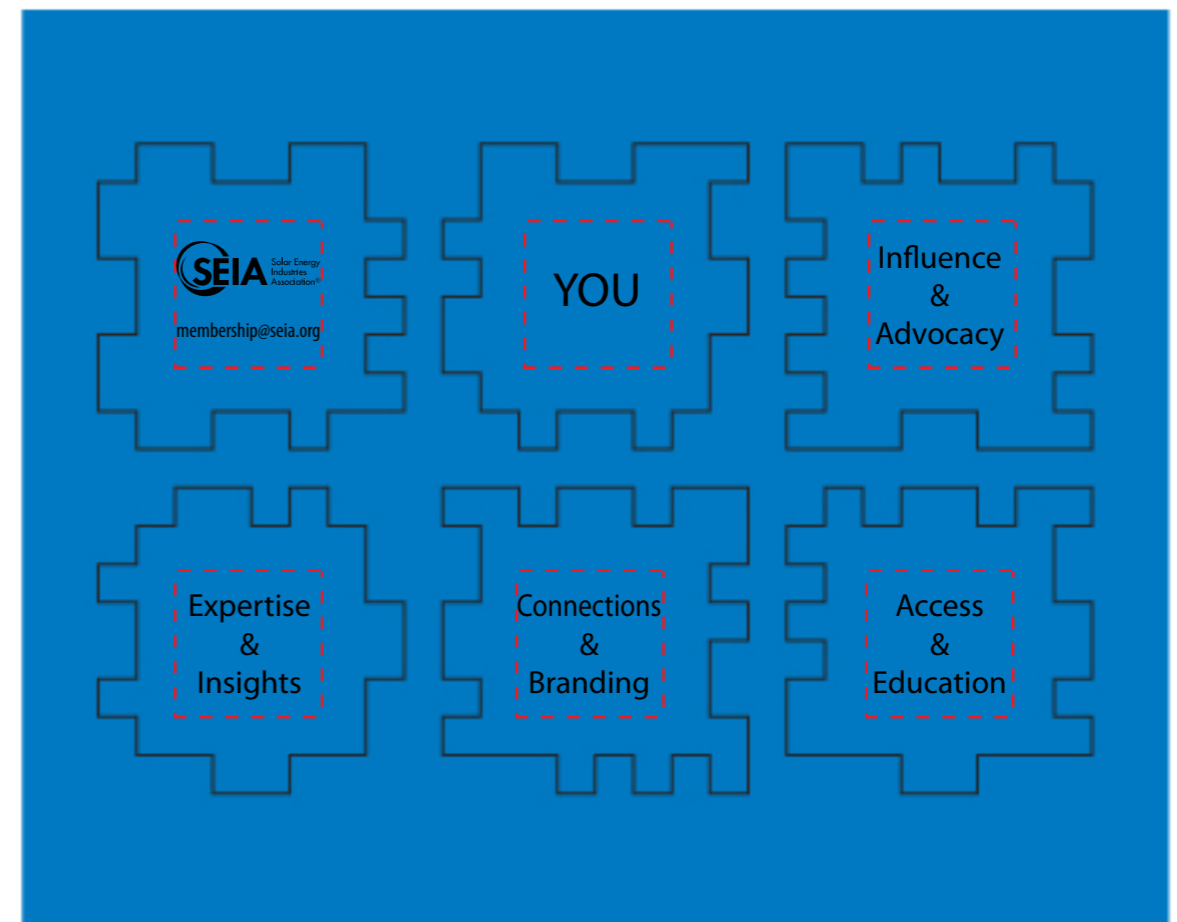 SEIA Solar Energy
Industries
Association®
membership@seia.org
YOU
Influence
&
Advocacy
Expertise
&
Insights
Connections
&
Branding
Access
&
Education